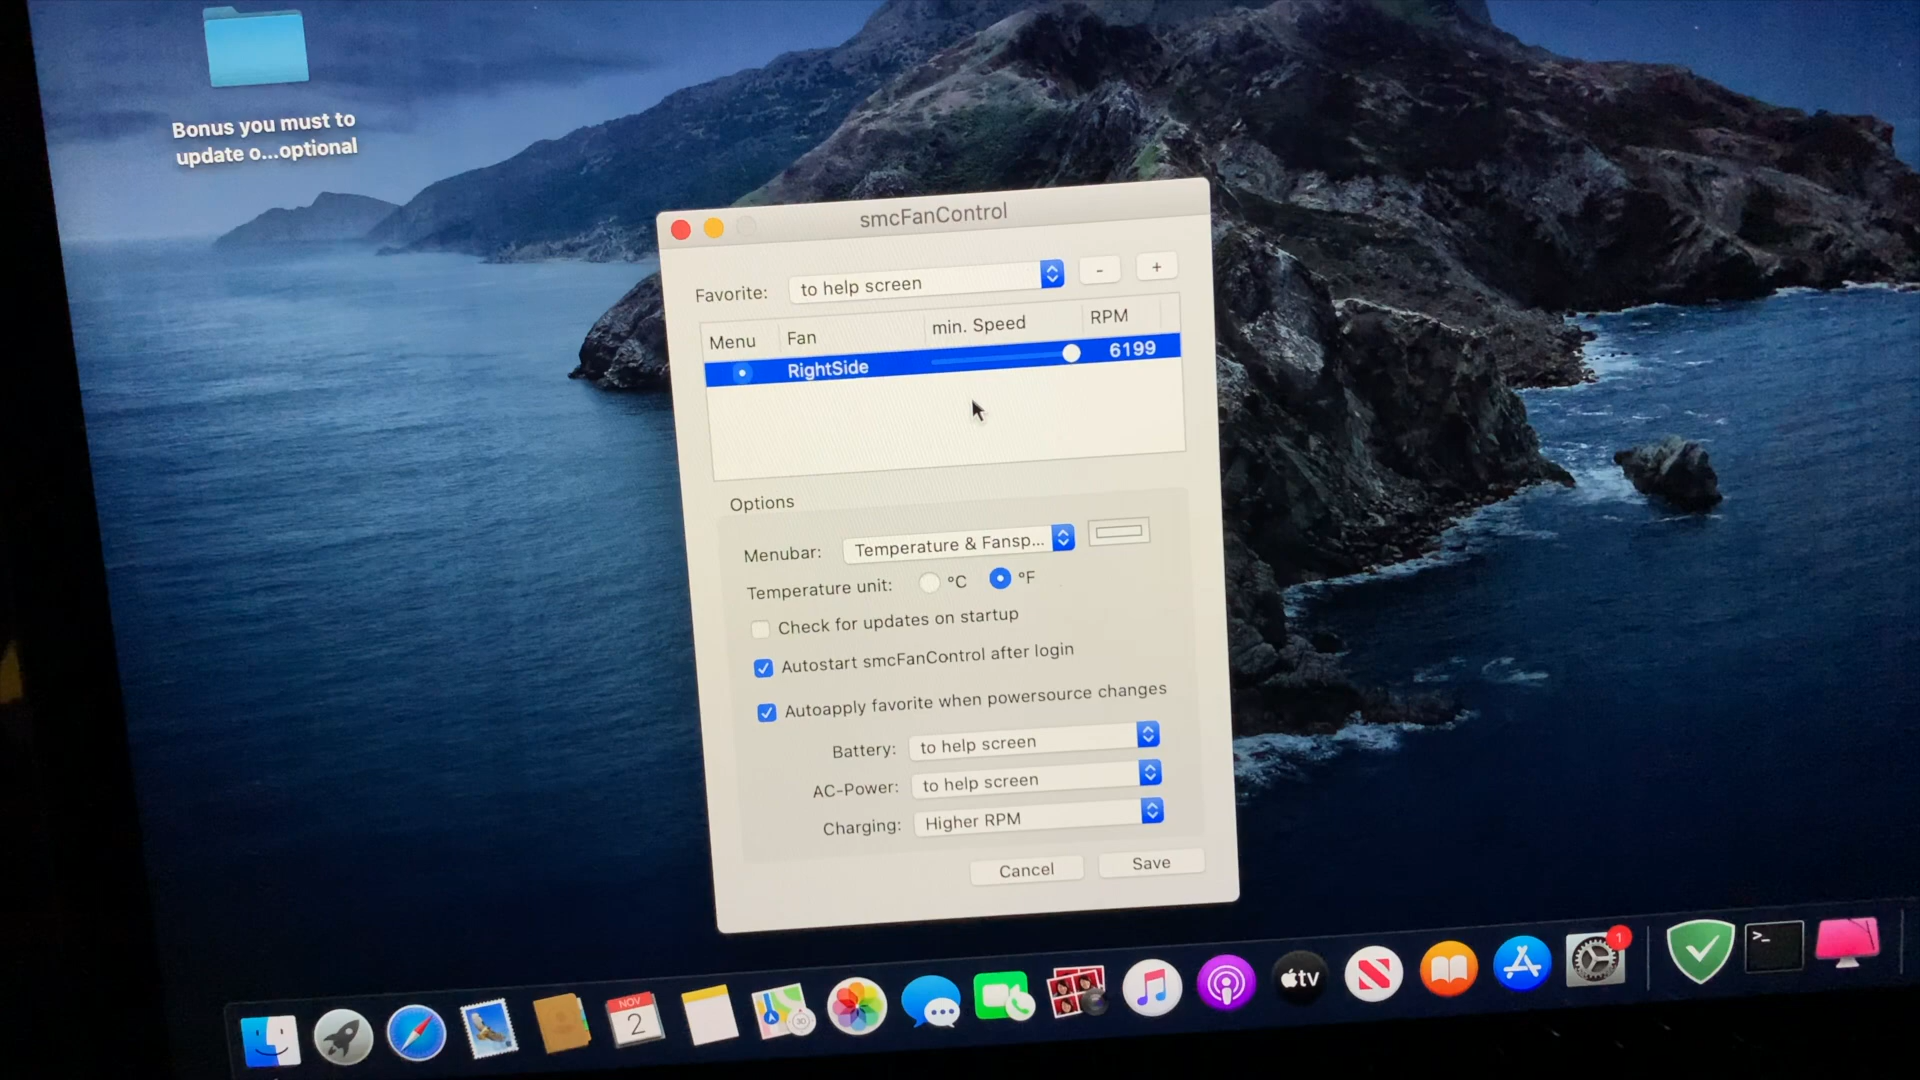 Bonus you must to
update o...optional
smcFanControl
Favorite: to help screen - +
Menu Fan min. Speed RPM
RightSide 6199
Options
Menubar: Temperature & Fansp...
Temperature unit: °C °F
Check for updates on startup
Autostart smcFanControl after login
Autoapply favorite when powersource changes
Battery: to help screen
AC-Power: to help screen
Charging: Higher RPM
Cancel Save
NOV
2
tv
1
>_